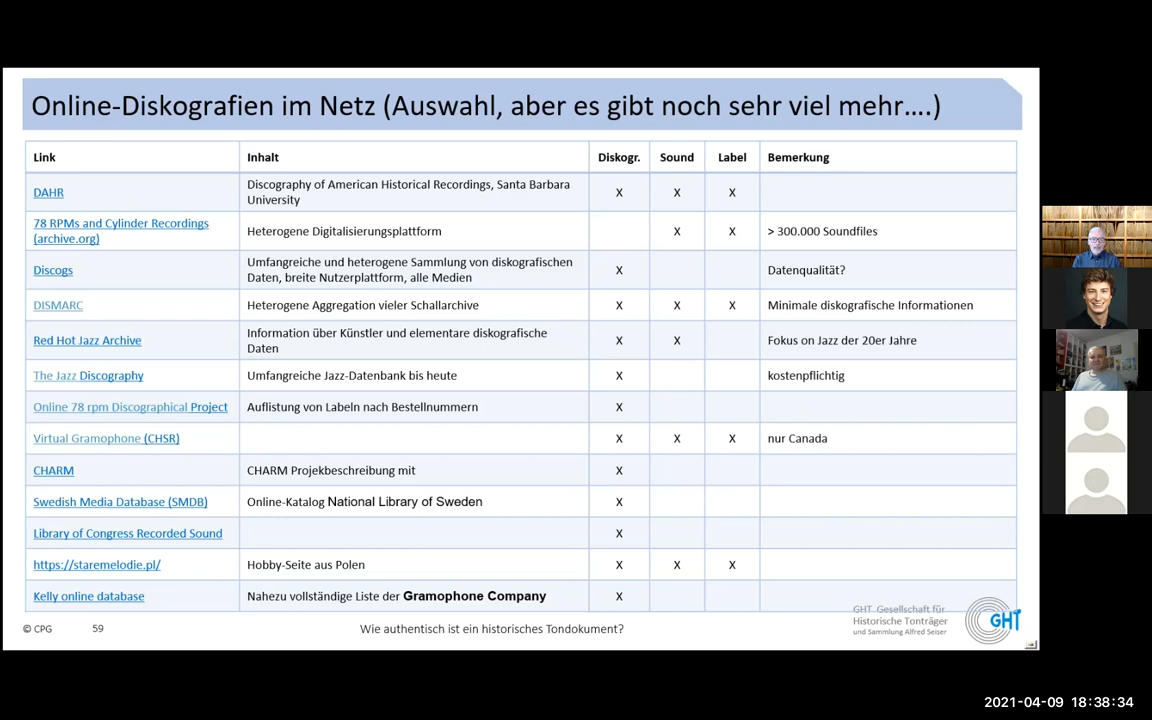 Online-Diskografien im Netz (Auswahl, aber es gibt noch sehr viel mehr….)
Link Inhalt Diskogr. Sound Label Bemerkung
DAHR Discography of American Historical Recordings, Santa Barbara
University X X X
78 RPMs and Cylinder Recordings
(archive.org) Heterogene Digitalisierungsplattform X X > 300.000 Soundfiles
Discogs Umfangreiche und heterogene Sammlung von diskografischen
Daten, breite Nutzerplattform, alle Medien X Datenqualität?
DISMARC Heterogene Aggregation vieler Schallarchive X X X Minimale diskografische Informationen
Red Hot Jazz Archive Information über Künstler und elementare diskografische
Daten X X Fokus on Jazz der 20er Jahre
The Jazz Discography Umfangreiche Jazz-Datenbank bis heute X kostenpflichtig
Online 78 rpm Discographical Project Auflistung von Labeln nach Bestellnummern X
Virtual Gramophone (CHSR) X X X nur Canada
CHARM CHARM Projekbeschreibung mit X
Swedish Media Database (SMDB) Online-Katalog National Library of Sweden X
Library of Congress Recorded Sound X
https://staremelodie.pl/ Hobby-Seite aus Polen X X X
Kelly online database Nahezu vollständige Liste der Gramophone Company X
© CPG 59 Wie authentisch ist ein historisches Tondokument?
GHT Gesellschaft für
Historische Tonträger
und Sammlung Alfred Seiser
GHT
2021-04-09 18:38:34